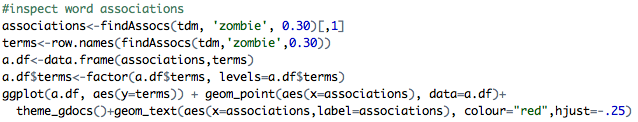 #inspect word associations
associations<-findAssocs(tdm, 'zombie', 0.30)[,1]
terms<-row.names(findAssocs(tdm,'zombie',0.30))
a.df<-data.frame(associations,terms)
a.df$terms<-factor(a.df$terms, levels=a.df$terms)
ggplot(a.df, aes(y=terms)) + geom_point(aes(x=associations), data=a.df)+
  theme_gdocs()+geom_text(aes(x=associations,label=associations), colour="red",hjust=-.25)